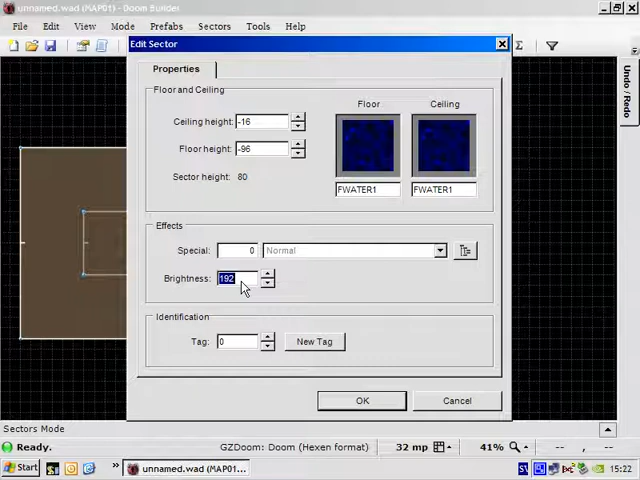 unnamed.wad (MAP01) - Doom Builder
File Edit View Mode Prefabs Sectors Tools Help
Edit Sector
Properties
Floor and Ceiling
Floor Ceiling
Ceiling height: -16
Floor height: -96
Sector height: 80
FWATER1 FWATER1
Effects
Special: 0 Normal
Brightness: 192
Identification
Tag: 0 New Tag
OK Cancel
Undo / Redo
Sectors Mode
Ready. GZDoom: Doom (Hexen format) 32 mp 41% -- , --
Start » unnamed.wad (MAP01... SV 15:22